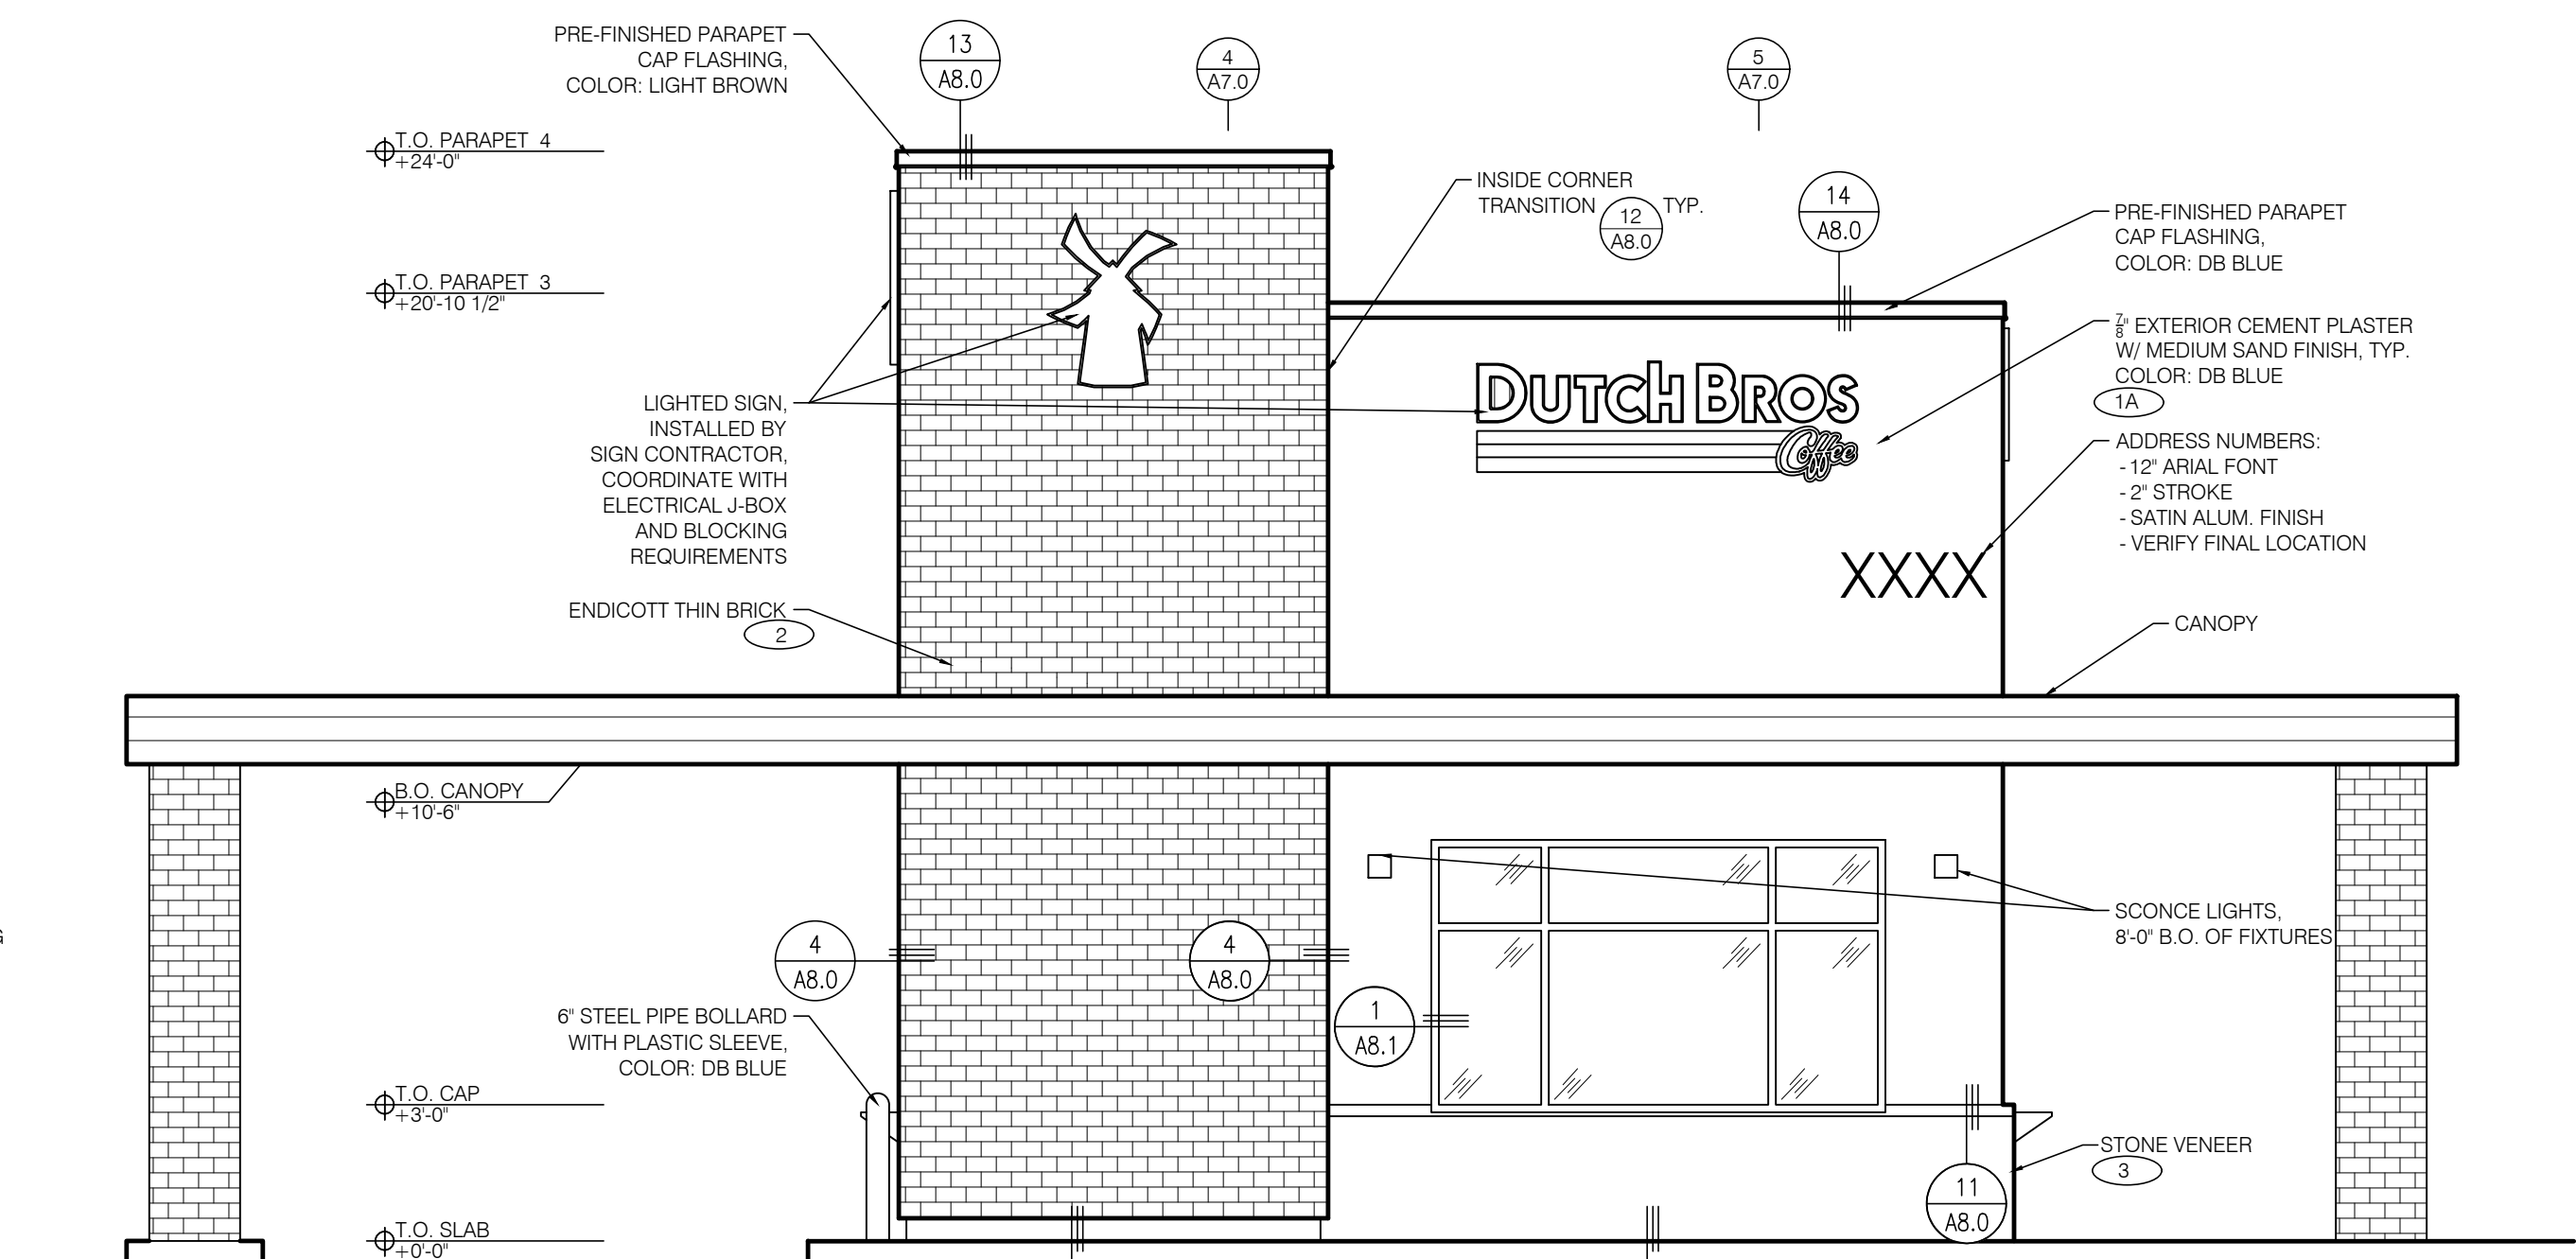 PRE-FINISHED PARAPET
CAP FLASHING,
COLOR: LIGHT BROWN
13
A8.0
4
A7.0
5
A7.0
T.O. PARAPET 4
+24'-0"
T.O. PARAPET 3
+20'-10 1/2"
INSIDE CORNER
TRANSITION
12
A8.0
TYP.
14
A8.0
PRE-FINISHED PARAPET
CAP FLASHING,
COLOR: DB BLUE
7/8" EXTERIOR CEMENT PLASTER
W/ MEDIUM SAND FINISH, TYP.
COLOR: DB BLUE
1A
DUTCH BROS
Coffee
LIGHTED SIGN,
INSTALLED BY
SIGN CONTRACTOR,
COORDINATE WITH
ELECTRICAL J-BOX
AND BLOCKING
REQUIREMENTS
ADDRESS NUMBERS:
- 12" ARIAL FONT
- 2" STROKE
- SATIN ALUM. FINISH
- VERIFY FINAL LOCATION
XXXX
ENDICOTT THIN BRICK
2
CANOPY
B.O. CANOPY
+10'-6"
G
SCONCE LIGHTS,
8'-0" B.O. OF FIXTURES
4
A8.0
4
A8.0
1
A8.1
6" STEEL PIPE BOLLARD
WITH PLASTIC SLEEVE,
COLOR: DB BLUE
T.O. CAP
+3'-0"
STONE VENEER
3
11
A8.0
T.O. SLAB
+0'-0"